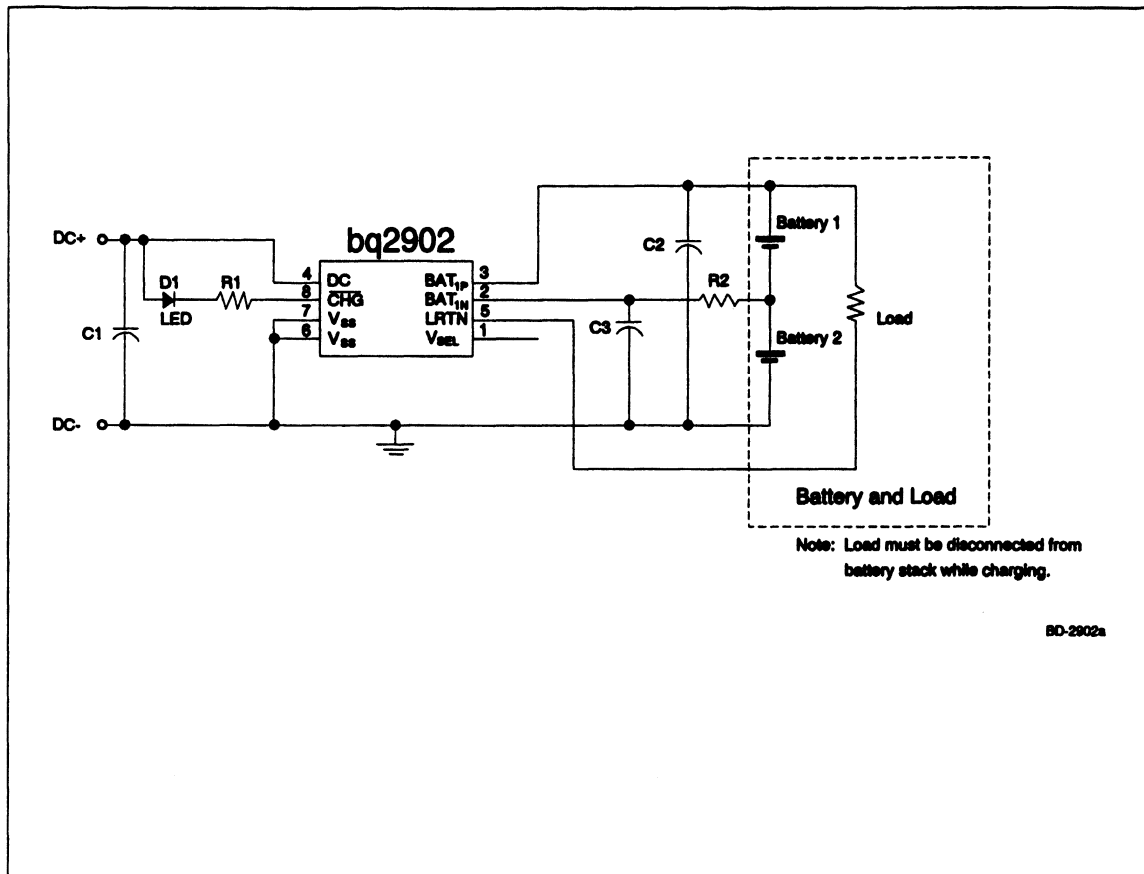 bq2902
DC+
D1
LED
R1
C1
DC-
4
8
7
6
DC
C̅H̅G̅
VSS
VSS
BAT1P
BAT1N
LRTN
VSEL
3
2
5
1
C2
R2
C3
Battery 1
Battery 2
Load
Battery and Load
Note: Load must be disconnected from
battery stack while charging.
BD-2902a